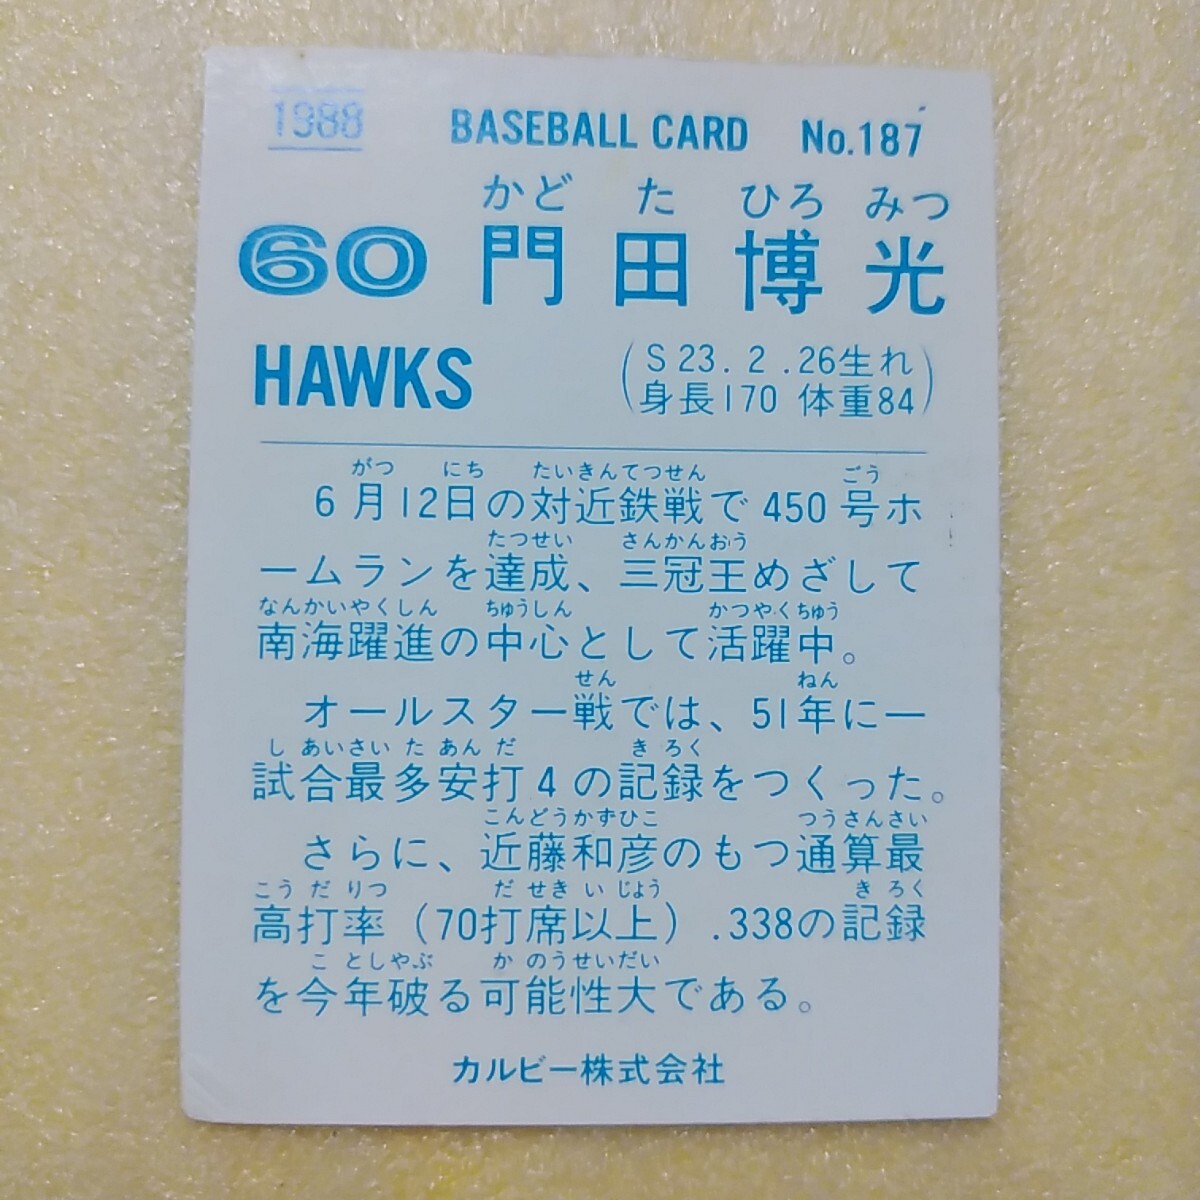 1988 BASEBALL CARD No.187
かど た ひろ みつ
60 門田博光
HAWKS
(S23.2.26生れ
身長170 体重84)
がつ にち たいきんてつせん ごう
6月12日の対近鉄戦で450号ホ
たつせい さんかんおう
ームランを達成、三冠王めざして
なんかいやくしん ちゅうしん かつやくちゅう
南海躍進の中心として活躍中。
せん ねん
オールスター戦では、51年に一
し あいさい た あん だ き ろく
試合最多安打4の記録をつくった。
こんどうかずひこ つうさんさい
さらに、近藤和彦のもつ通算最
こう だ りつ だ せき い じょう き ろく
高打率(70打席以上).338の記録
こ としやぶ か のうせいだい
を今年破る可能性大である。
カルビー株式会社